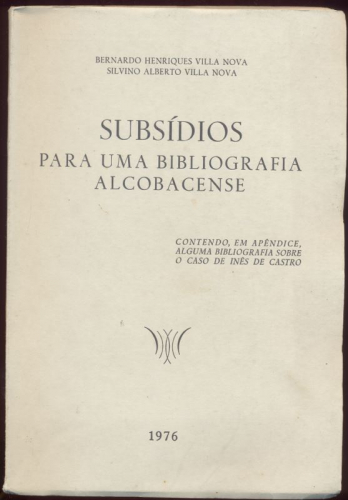 BERNARDO HENRIQUES VILLA NOVA
SILVINO ALBERTO VILLA NOVA
SUBSÍDIOS
PARA UMA BIBLIOGRAFIA
ALCOBACENSE
CONTENDO, EM APÊNDICE,
ALGUMA BIBLIOGRAFIA SOBRE
O CASO DE INÊS DE CASTRO
1976